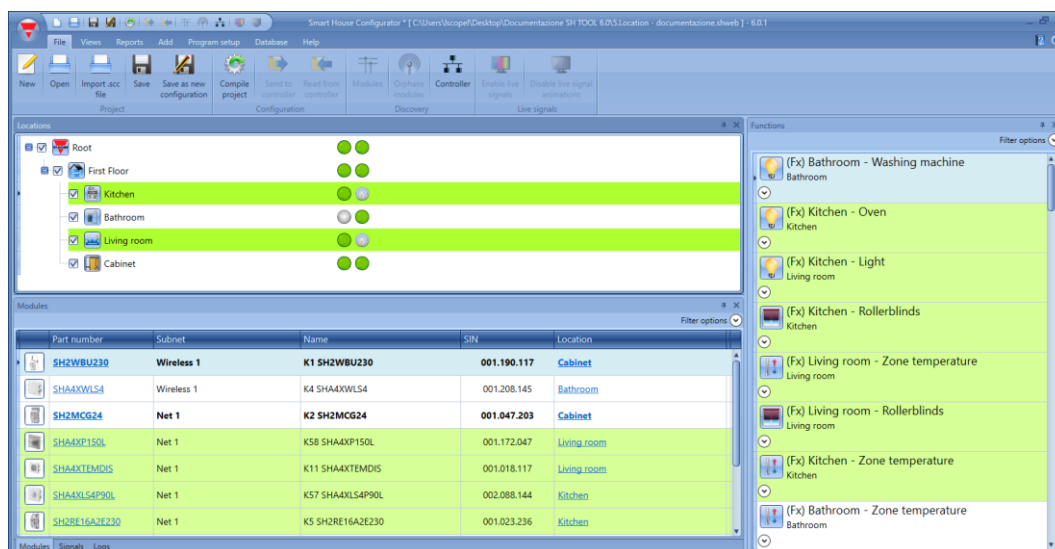 Smart House Configurator * [ C:\Users\lscopel\Desktop\Documentazione SH TOOL 6.0\5.Location - documentazione.shweb ] - 6.0.1
File Views Reports Add Program setup Database Help
New Open Import .scc file Save Save as new configuration Compile project Send to controller Read from controller Modules Orphans modules Controller Enable live signals Disable live signal animations
Project Configuration Discovery Live signals
Locations
Root
First Floor
Kitchen
Bathroom
Living room
Cabinet
Modules
Filter options
Part number Subnet Name SIN Location
SH2WBU230 Wireless 1 K1 SH2WBU230 001.190.117 Cabinet
SHA4XWLS4 Wireless 1 K4 SHA4XWLS4 001.208.145 Bathroom
SH2MCG24 Net 1 K2 SH2MCG24 001.047.203 Cabinet
SHA4XP150L Net 1 K58 SHA4XP150L 001.172.047 Living room
SHA4XTEMDIS Net 1 K11 SHA4XTEMDIS 001.018.117 Living room
SHA4XLS4P90L Net 1 K57 SHA4XLS4P90L 002.088.144 Kitchen
SH2RE16A2E230 Net 1 K5 SH2RE16A2E230 001.023.236 Kitchen
Modules Signals Logs
Functions
Filter options
(Fx) Bathroom - Washing machine
Bathroom
(Fx) Kitchen - Oven
Kitchen
(Fx) Kitchen - Light
Living room
(Fx) Kitchen - Rollerblinds
Kitchen
(Fx) Living room - Zone temperature
Living room
(Fx) Living room - Rollerblinds
Living room
(Fx) Kitchen - Zone temperature
Kitchen
(Fx) Bathroom - Zone temperature
Bathroom